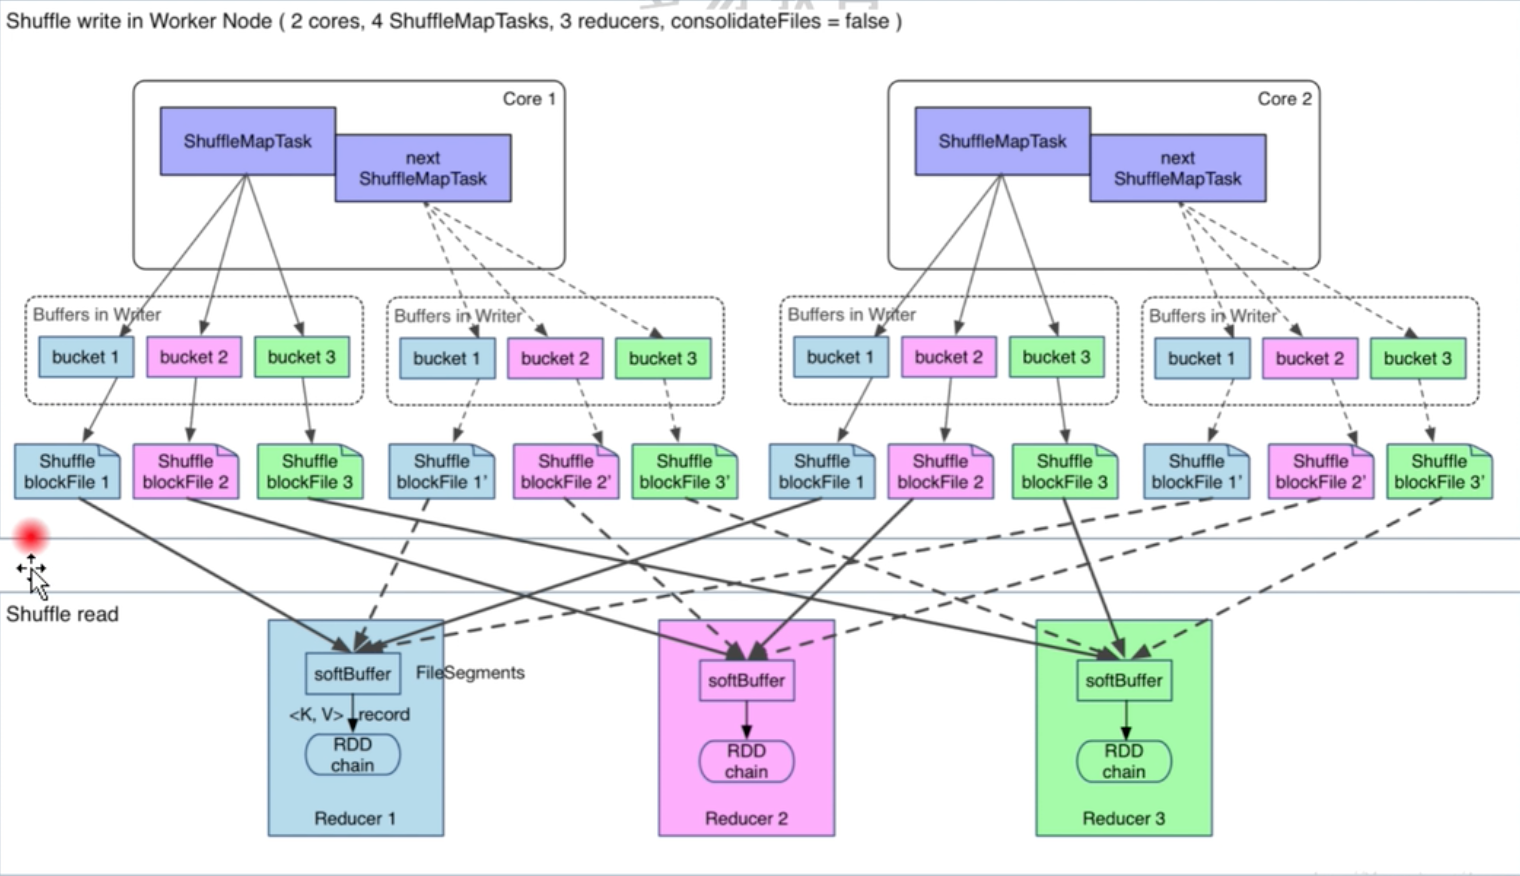 Shuffle write in Worker Node ( 2 cores, 4 ShuffleMapTasks, 3 reducers, consolidateFiles = false )
Core 1
ShuffleMapTask
next
ShuffleMapTask
Core 2
ShuffleMapTask
next
ShuffleMapTask
Buffers in Writer
bucket 1
bucket 2
bucket 3
Buffers in Writer
bucket 1
bucket 2
bucket 3
Buffers in Writer
bucket 1
bucket 2
bucket 3
Buffers in Writer
bucket 1
bucket 2
bucket 3
Shuffle
blockFile 1
Shuffle
blockFile 2
Shuffle
blockFile 3
Shuffle
blockFile 1’
Shuffle
blockFile 2’
Shuffle
blockFile 3’
Shuffle
blockFile 1
Shuffle
blockFile 2
Shuffle
blockFile 3
Shuffle
blockFile 1’
Shuffle
blockFile 2’
Shuffle
blockFile 3’
Shuffle read
softBuffer
FileSegments
<K, V> record
RDD
chain
Reducer 1
softBuffer
RDD
chain
Reducer 2
softBuffer
RDD
chain
Reducer 3